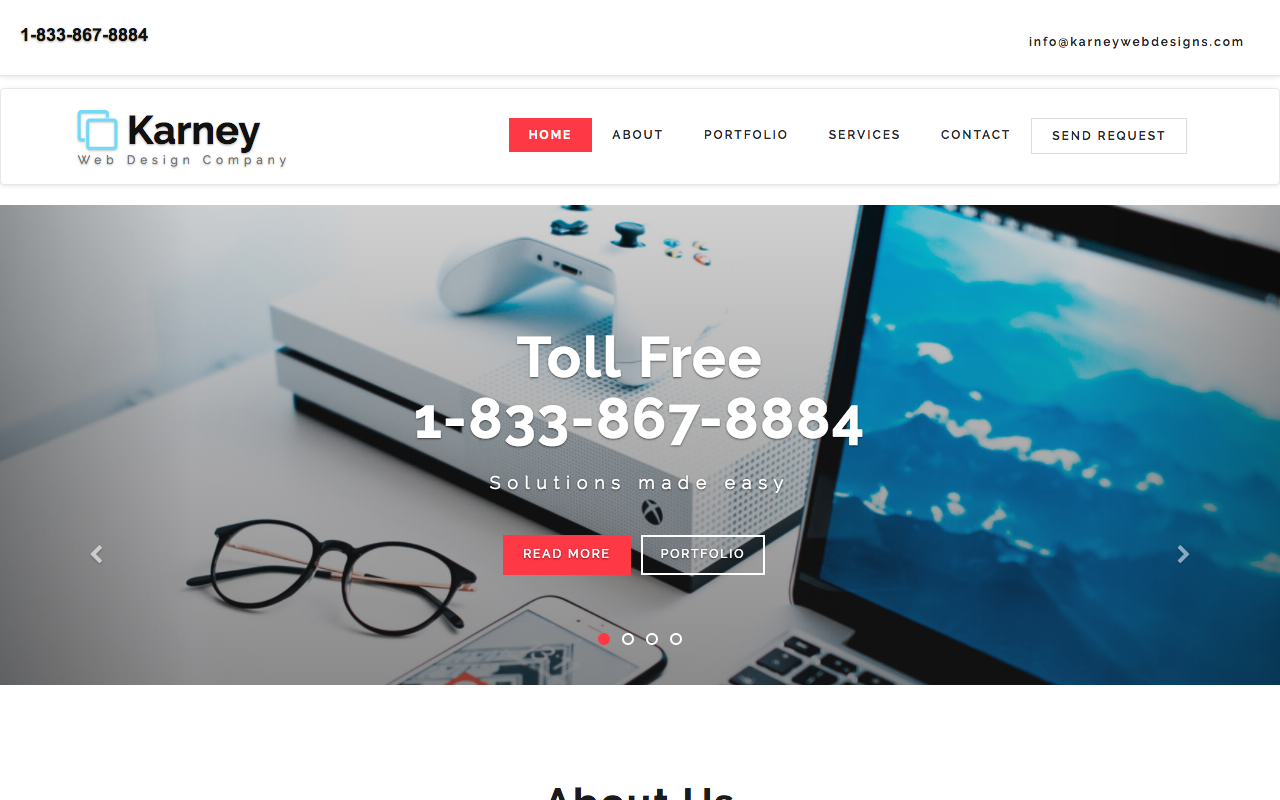 1-833-867-8884
info@karneywebdesigns.com
Karney
Web Design Company
HOME
ABOUT
PORTFOLIO
SERVICES
CONTACT
SEND REQUEST
Toll Free
1-833-867-8884
Solutions made easy
READ MORE
PORTFOLIO
About Us